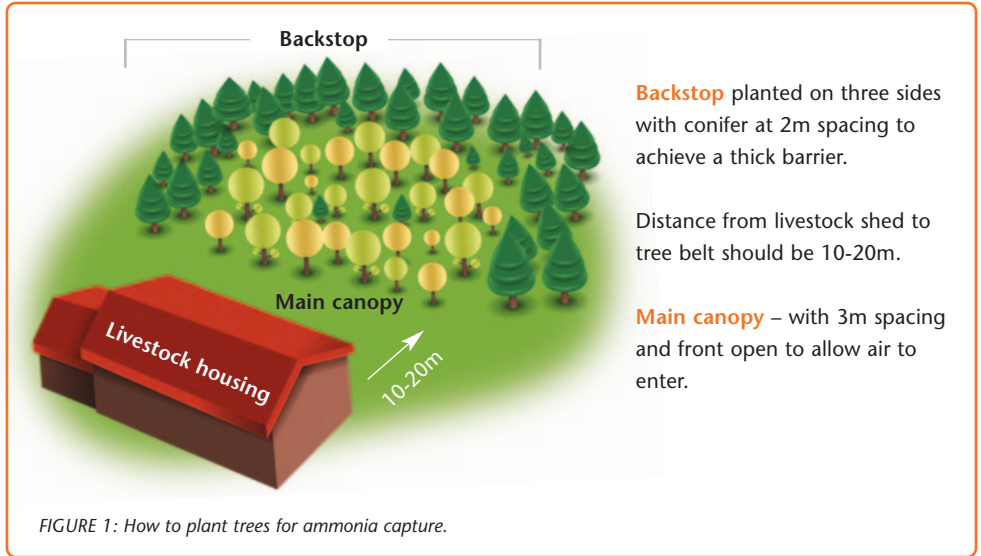 Backstop
Main canopy
Livestock housing
10-20m
Backstop planted on three sides
with conifer at 2m spacing to
achieve a thick barrier.
Distance from livestock shed to
tree belt should be 10-20m.
Main canopy – with 3m spacing
and front open to allow air to
enter.
FIGURE 1: How to plant trees for ammonia capture.